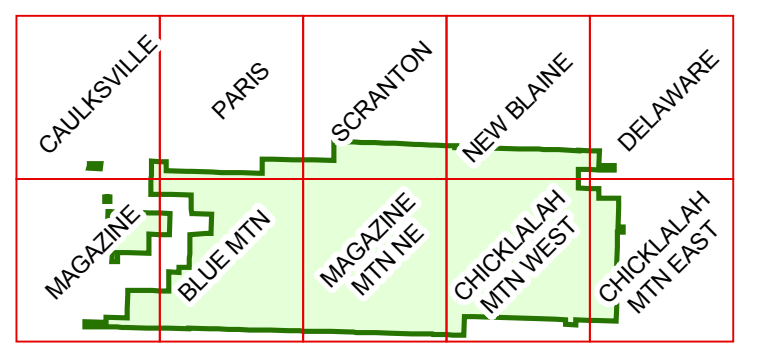 CAULKSVILLE
PARIS
SCRANTON
NEW BLAINE
DELAWARE
MAGAZINE
BLUE MTN
MAGAZINE
MTN NE
CHICKLALAH
MTN WEST
CHICKLALAH
MTN EAST